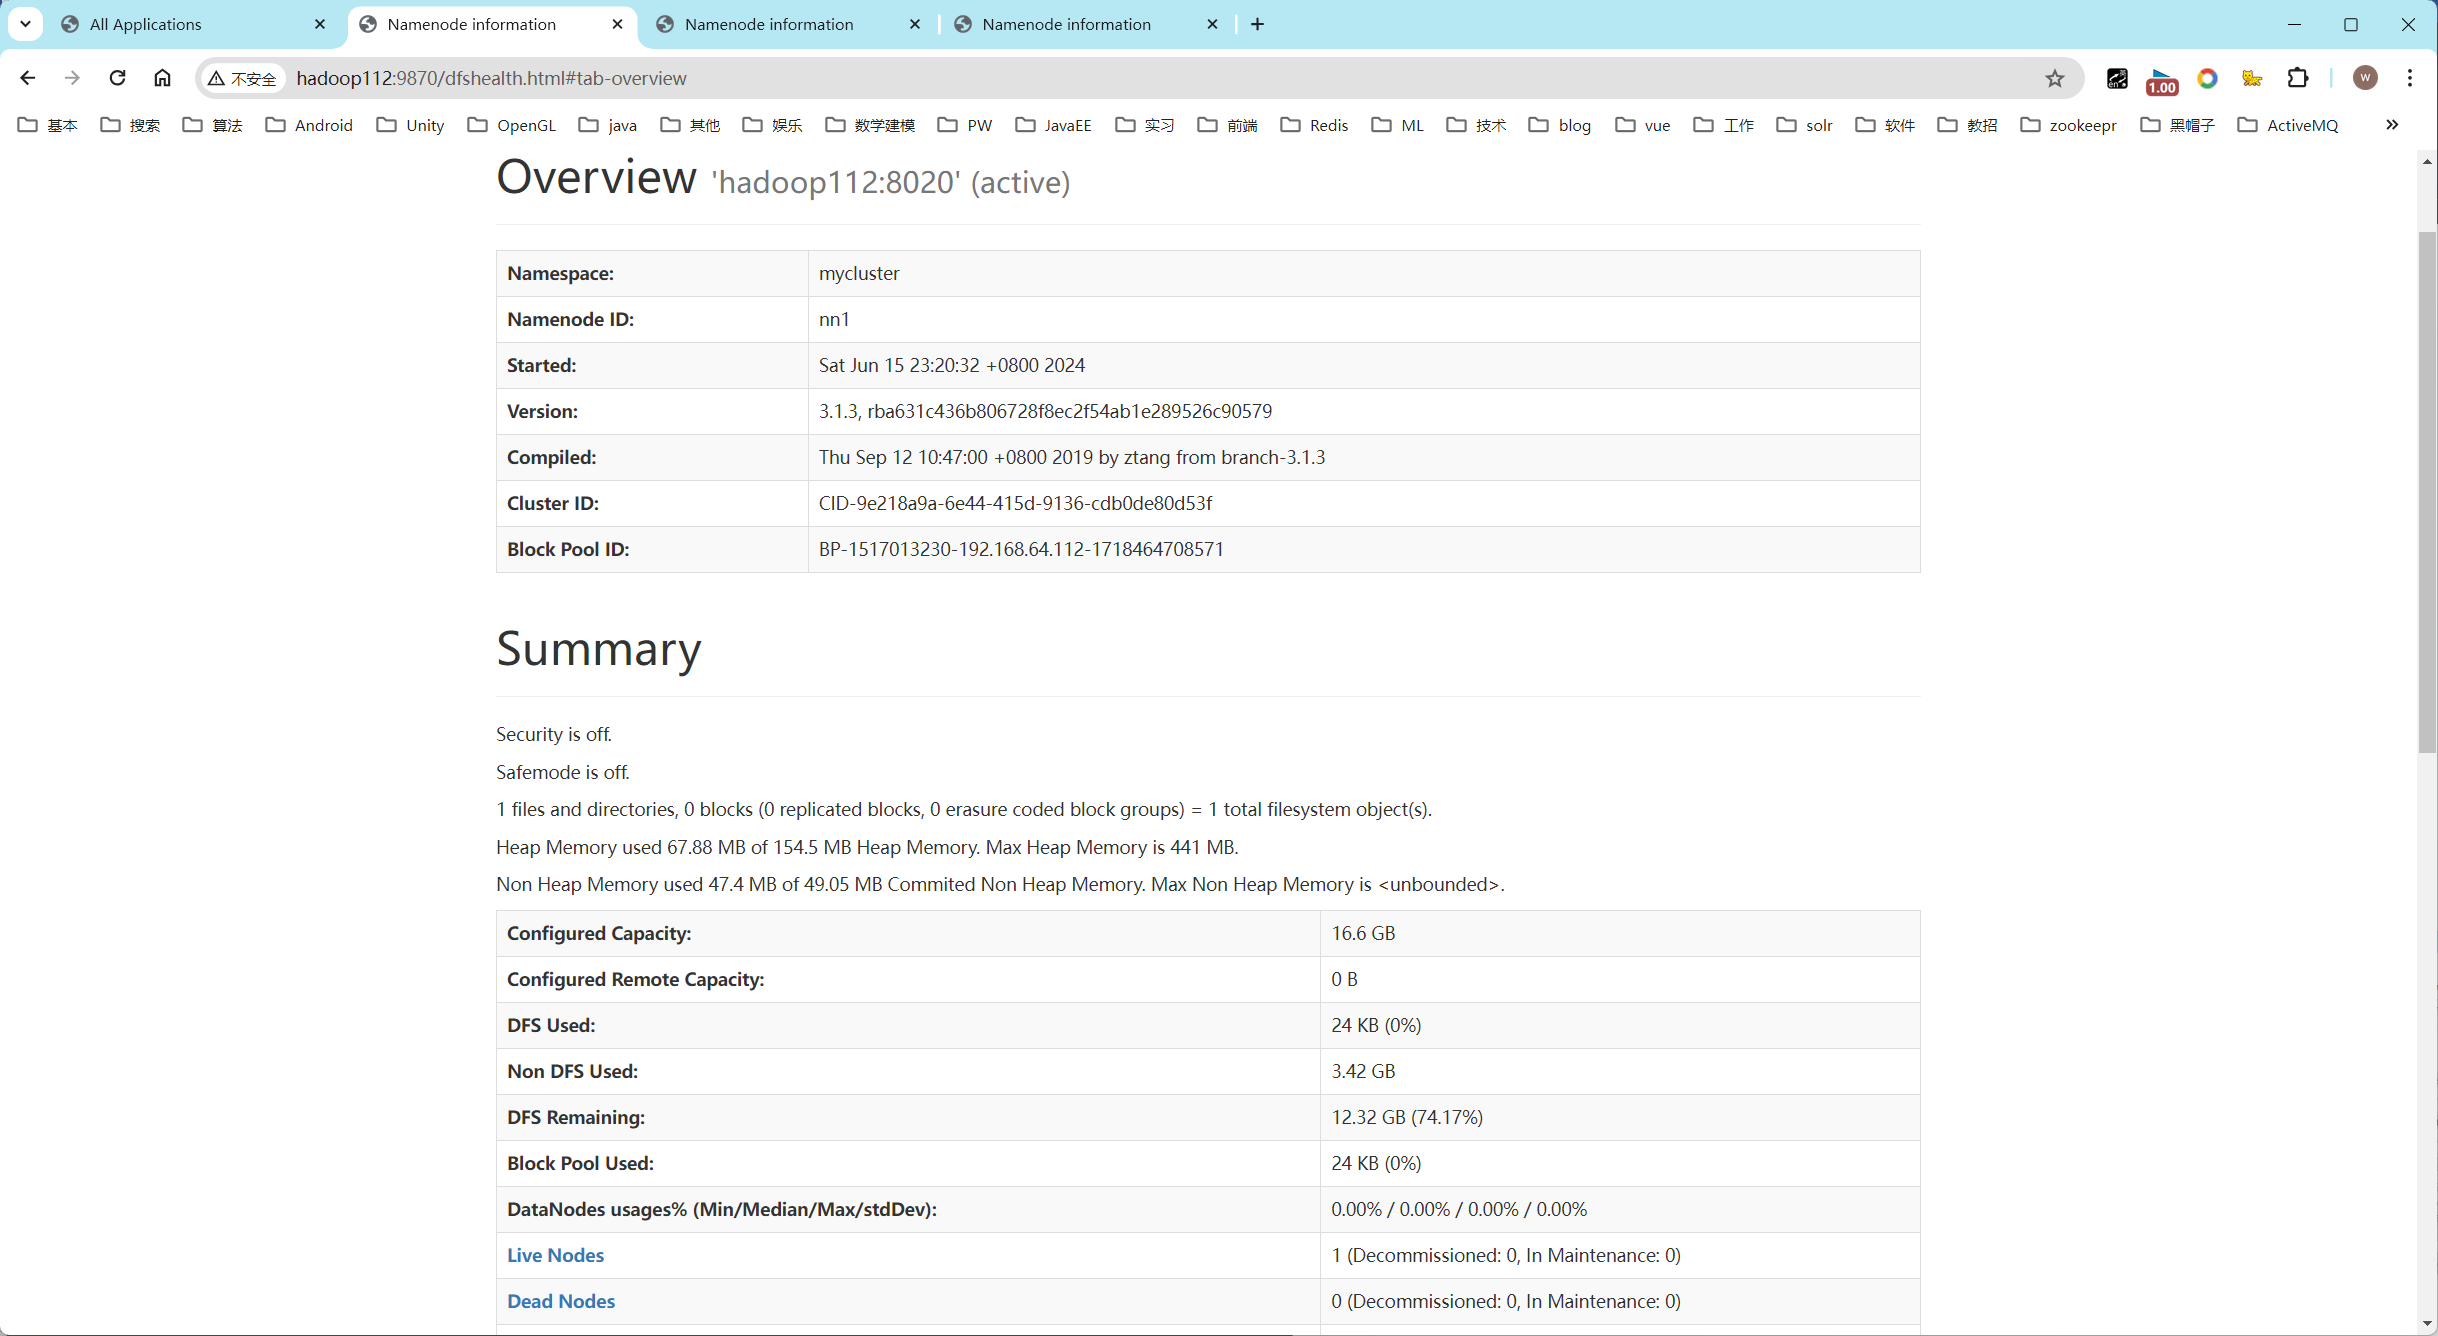 All Applications
Namenode information
Namenode information
Namenode information
不安全
hadoop112:9870/dfshealth.html#tab-overview
1.00
W
基本 搜索 算法 Android Unity OpenGL java 其他 娱乐 数学建模 PW JavaEE 实习 前端 Redis ML 技术 blog vue 工作 solr 软件 教招 zookeepr 黑帽子 ActiveMQ
Overview 'hadoop112:8020' (active)
Namespace: mycluster
Namenode ID: nn1
Started: Sat Jun 15 23:20:32 +0800 2024
Version: 3.1.3, rba631c436b806728f8ec2f54ab1e289526c90579
Compiled: Thu Sep 12 10:47:00 +0800 2019 by ztang from branch-3.1.3
Cluster ID: CID-9e218a9a-6e44-415d-9136-cdb0de80d53f
Block Pool ID: BP-1517013230-192.168.64.112-1718464708571
Summary
Security is off.
Safemode is off.
1 files and directories, 0 blocks (0 replicated blocks, 0 erasure coded block groups) = 1 total filesystem object(s).
Heap Memory used 67.88 MB of 154.5 MB Heap Memory. Max Heap Memory is 441 MB.
Non Heap Memory used 47.4 MB of 49.05 MB Commited Non Heap Memory. Max Non Heap Memory is <unbounded>.
Configured Capacity: 16.6 GB
Configured Remote Capacity: 0 B
DFS Used: 24 KB (0%)
Non DFS Used: 3.42 GB
DFS Remaining: 12.32 GB (74.17%)
Block Pool Used: 24 KB (0%)
DataNodes usages% (Min/Median/Max/stdDev): 0.00% / 0.00% / 0.00% / 0.00%
Live Nodes 1 (Decommissioned: 0, In Maintenance: 0)
Dead Nodes 0 (Decommissioned: 0, In Maintenance: 0)